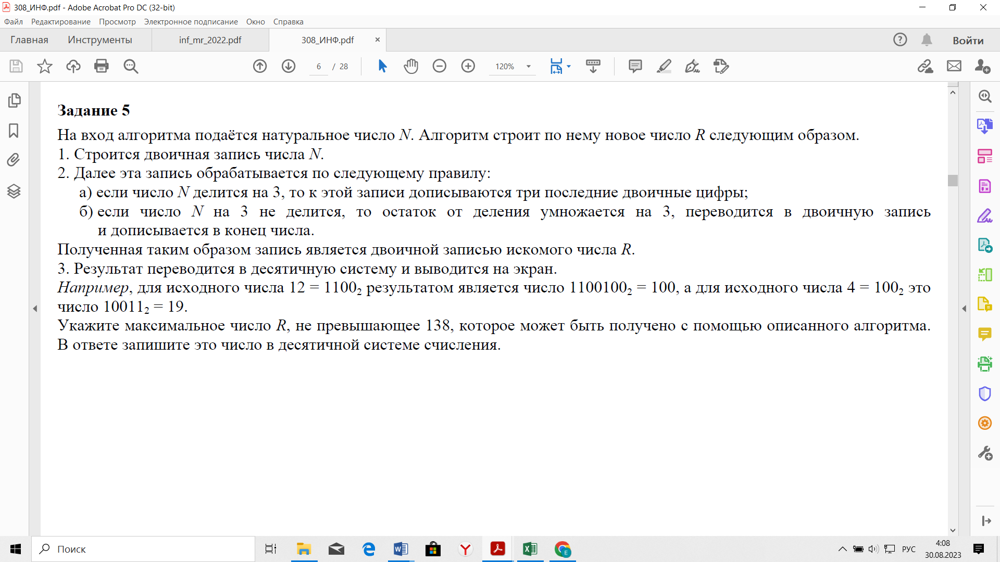 308_ИНФ.pdf - Adobe Acrobat Pro DC (32-bit)
Файл Редактирование Просмотр Электронное подписание Окно Справка
Главная Инструменты inf_mr_2022.pdf 308_ИНФ.pdf × Войти
6 / 28 120%
Задание 5
На вход алгоритма подаётся натуральное число N. Алгоритм строит по нему новое число R следующим образом.
1. Строится двоичная запись числа N.
2. Далее эта запись обрабатывается по следующему правилу:
а) если число N делится на 3, то к этой записи дописываются три последние двоичные цифры;
б) если число N на 3 не делится, то остаток от деления умножается на 3, переводится в двоичную запись
и дописывается в конец числа.
Полученная таким образом запись является двоичной записью искомого числа R.
3. Результат переводится в десятичную систему и выводится на экран.
Например, для исходного числа 12 = 1100₂ результатом является число 1100100₂ = 100, а для исходного числа 4 = 100₂ это
число 10011₂ = 19.
Укажите максимальное число R, не превышающее 138, которое может быть получено с помощью описанного алгоритма.
В ответе запишите это число в десятичной системе счисления.
Поиск
РУС
4:08
30.08.2023